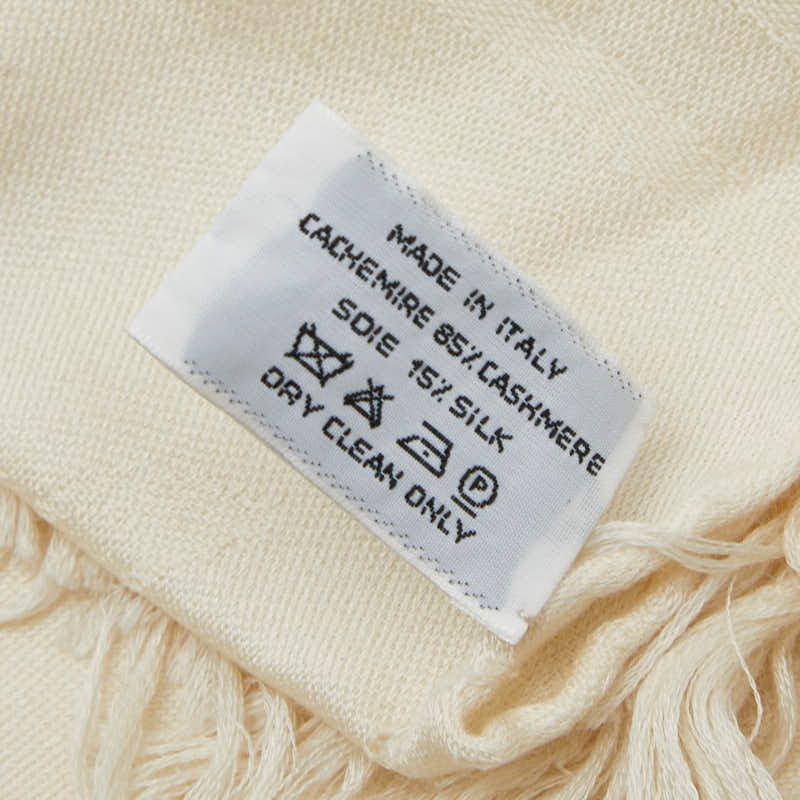 MADE IN ITALY
CACHEMIRE 85% CASHMERE
SOIE 15% SILK
P
DRY CLEAN ONLY